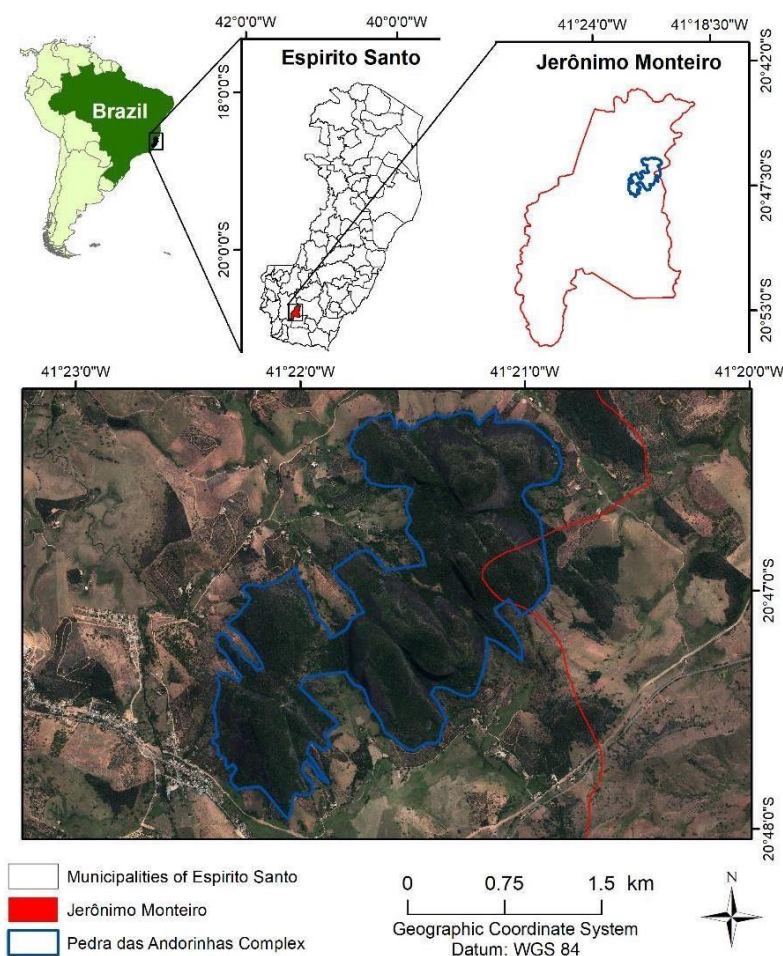 42°0'0"W 40°0'0"W
41°24'0"W 41°18'30"W
Espirito Santo
Jerônimo Monteiro
Brazil
18°0'0"S
20°0'0"S
20°42'0"S
20°47'30"S
20°53'0"S
41°23'0"W 41°22'0"W 41°21'0"W 41°20'0"W
20°47'0"S
20°48'0"S
Municipalities of Espirito Santo
Jerônimo Monteiro
Pedra das Andorinhas Complex
0 0.75 1.5 km
Geographic Coordinate System
Datum: WGS 84
N